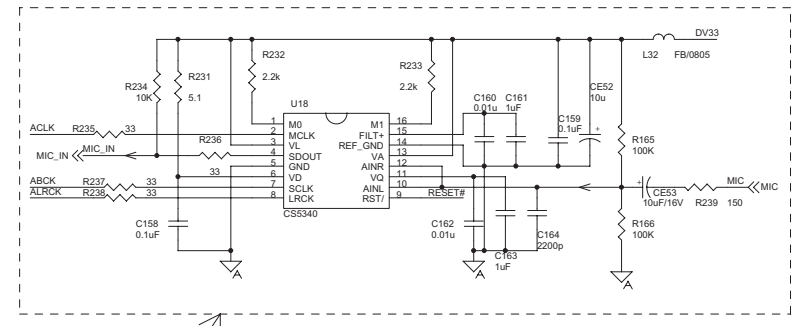 DV33
L32 FB/0805
R232
2.2k
R233
2.2k
R234
10K
R231
5.1
C160
0.01u
C161
1uF
CE52
10u
C159
0.1uF
+
U18
1 M0 M1 16
2 MCLK FILT+ 15
3 VL REF_GND 14
4 SDOUT VA 13
5 GND AINR 12
6 VD VQ 11
7 SCLK AINL 10
8 LRCK RST/ 9
CS5340
ACLK R235 33
R236
33
MIC_IN MIC_IN
ABCK R237 33
ALRCK R238 33
RESET#
R165
100K
+
CE53
10uF/16V
R239
150
MIC MIC
C158
0.1uF
C162
0.01u
C163
1uF
C164
2200p
R166
100K
A
A
A